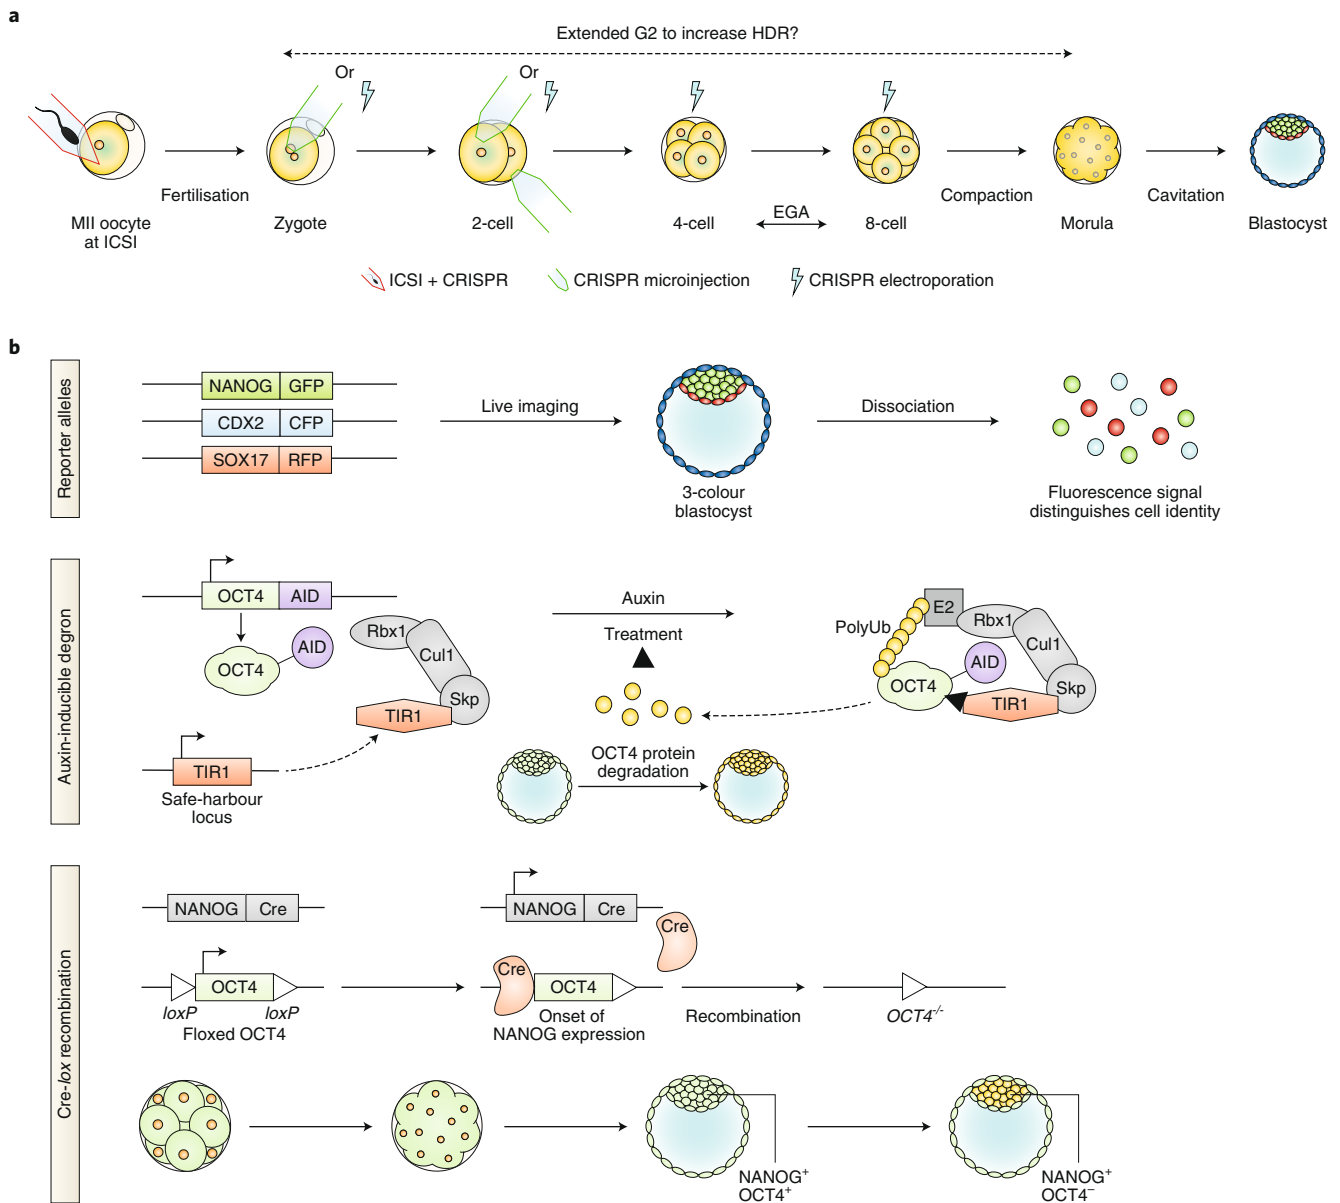 a
Extended G2 to increase HDR?
Or
Or
Fertilisation
EGA
Compaction
Cavitation
MII oocyte
at ICSI
Zygote
2-cell
4-cell
8-cell
Morula
Blastocyst
ICSI + CRISPR
CRISPR microinjection
CRISPR electroporation
b
Reporter alleles
NANOG GFP
CDX2 CFP
SOX17 RFP
Live imaging
3-colour
blastocyst
Dissociation
Fluorescence signal
distinguishes cell identity
Auxin-inducible degron
OCT4 AID
OCT4
AID
Rbx1
Cul1
Skp
TIR1
TIR1
Safe-harbour
locus
Auxin
Treatment
OCT4 protein
degradation
PolyUb
E2
Rbx1
Cul1
AID
OCT4
Skp
TIR1
Cre-lox recombination
NANOG Cre
OCT4
loxP
loxP
Floxed OCT4
NANOG Cre
Cre
Cre
OCT4
Onset of
NANOG expression
Recombination
OCT4-/-
NANOG+
OCT4+
NANOG+
OCT4−